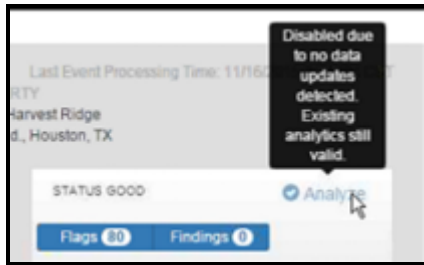 Disabled due
to no data
updates
detected.
Existing
analytics still
valid.
Last Event Processing Time: 11/16
RTY
Harvest Ridge
d., Houston, TX
STATUS GOOD
Analyze
Flags 80 Findings 0